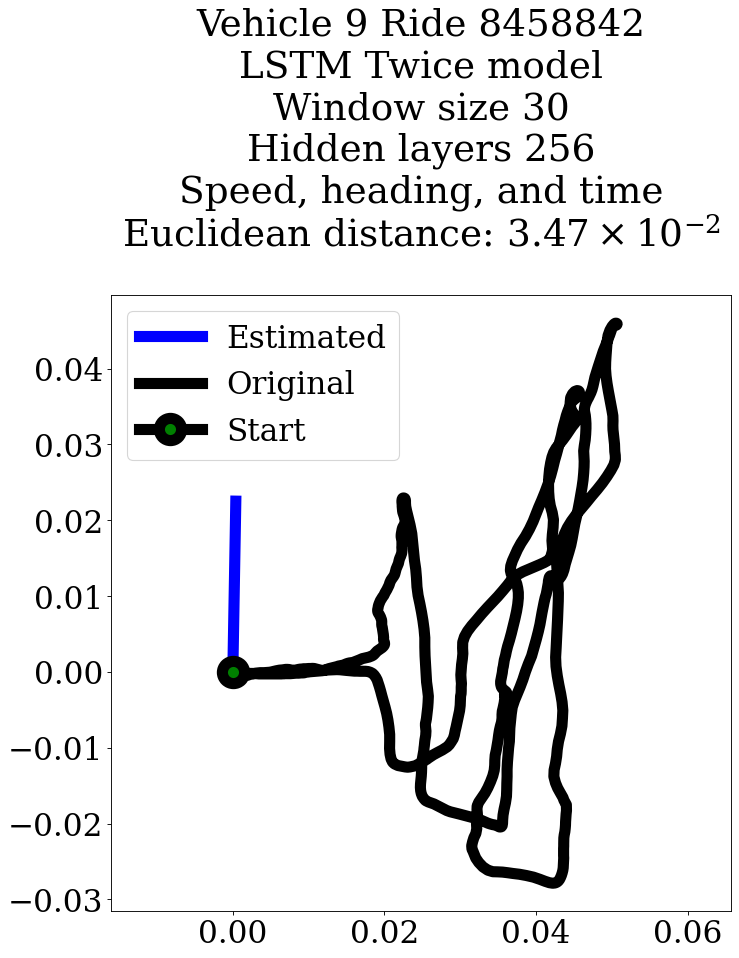 Vehicle 9 Ride 8458842
LSTM Twice model
Window size 30
Hidden layers 256
Speed, heading, and time
Euclidean distance: 3.47 × 10⁻²
Estimated
Original
Start
0.04
0.03
0.02
0.01
0.00
−0.01
−0.02
−0.03
0.00 0.02 0.04 0.06